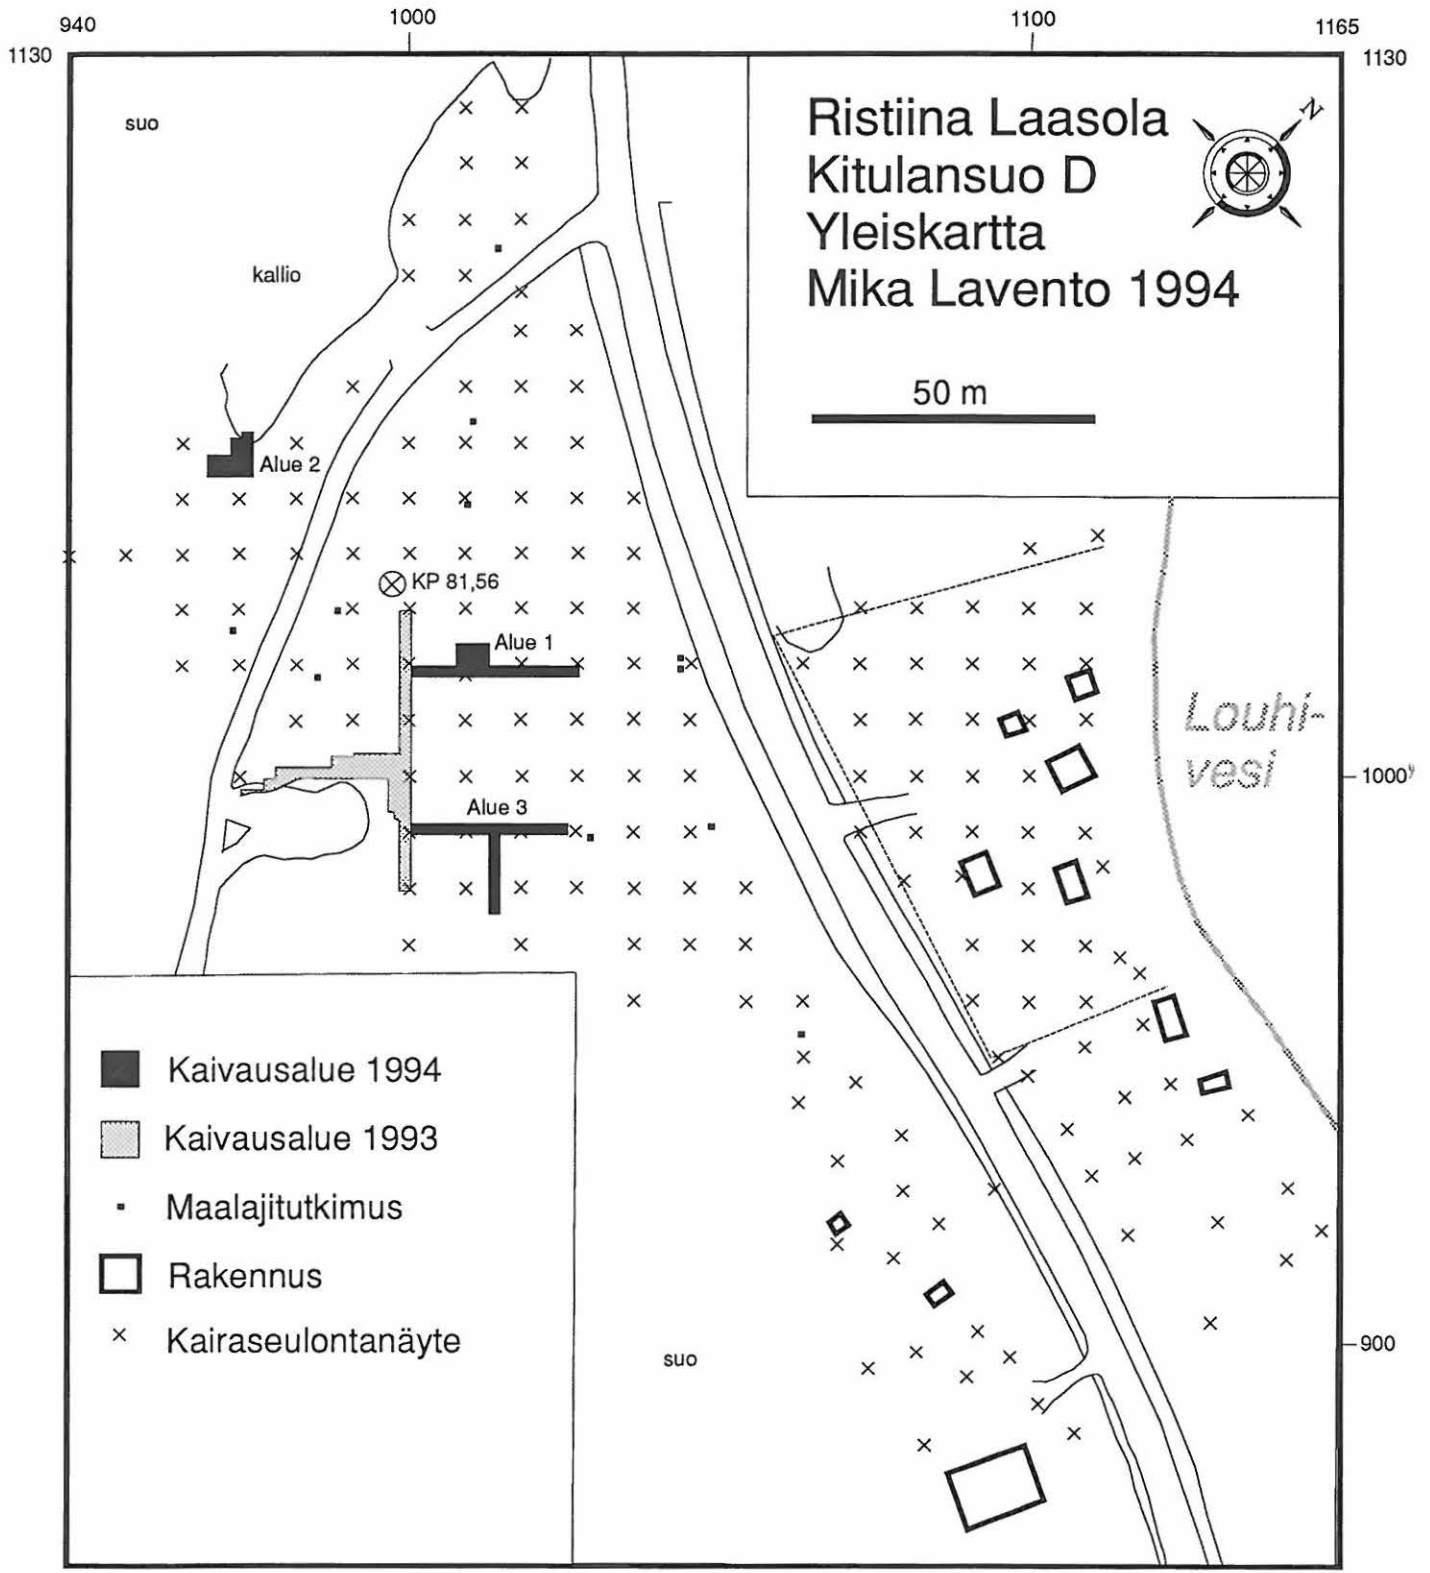 940
1000
1100
1165
1130
1130
suo
Ristiina Laasola
Kitulansuo D
Yleiskartta
Mika Lavento 1994
N
kallio
50 m
Alue 2
KP 81,56
Alue 1
Louhi-
vesi
1000y
Alue 3
Kaivausalue 1994
Kaivausalue 1993
Maalajitutkimus
Rakennus
Kairaseulontanäyte
suo
900